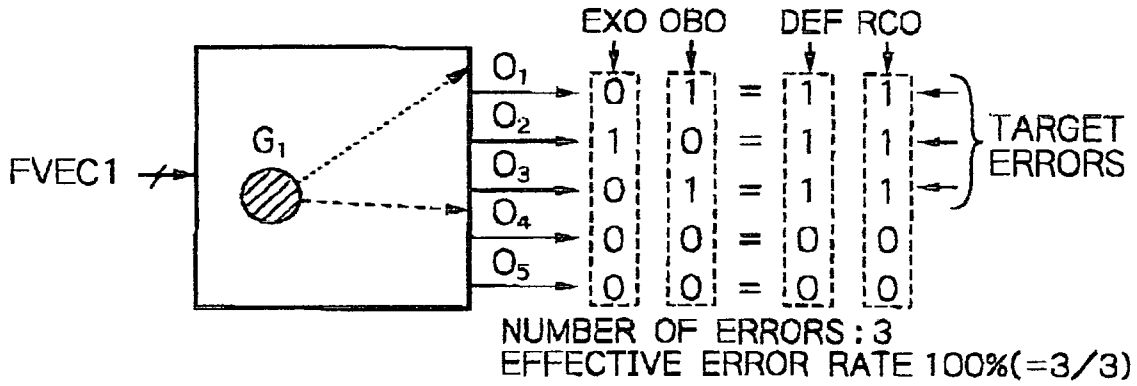 EXO OBO DEF RCO
O₁ 0 1 = 1 1
O₂ 1 0 = 1 1 TARGET
G₁ ERRORS
FVEC1 O₃ 0 1 = 1 1
O₄ 0 0 = 0 0
O₅ 0 0 = 0 0
NUMBER OF ERRORS : 3
EFFECTIVE ERROR RATE 100%(=3/3)